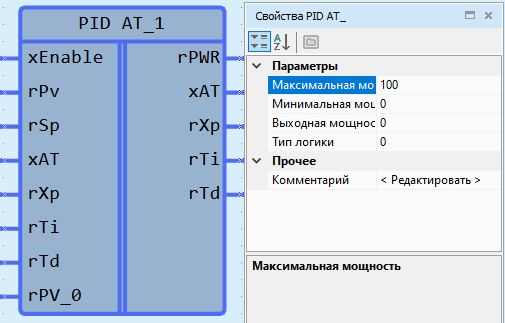 PID AT_1
xEnable rPWR
rPv xAT
rSp rXp
xAT rTi
rXp rTd
rTi
rTd
rPV_0
Свойства PID AT_
Параметры
Максимальная мо 100
Минимальная мощ 0
Выходная мощнос 0
Тип логики 0
Прочее
Комментарий < Редактировать >
Максимальная мощность